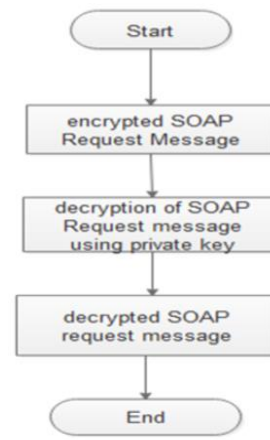 Start
encrypted SOAP
Request Message
decryption of SOAP
Request message
using private key
decrypted SOAP
request message
End